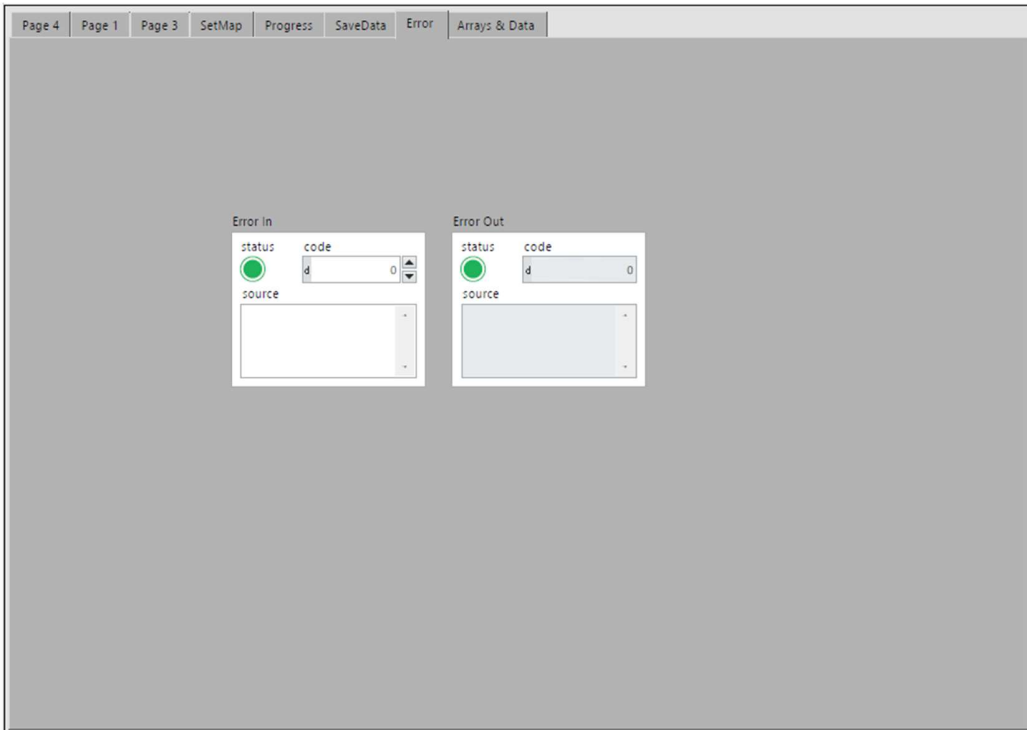 Page 4 Page 1 Page 3 SetMap Progress SaveData Error Arrays & Data
Error In
status code
d 0
source
Error Out
status code
d 0
source